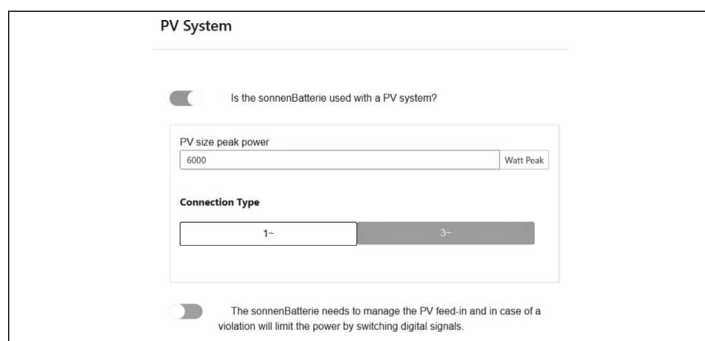 PV System
Is the sonnenBatterie used with a PV system?
PV size peak power
6000 Watt Peak
Connection Type
1~ 3~
The sonnenBatterie needs to manage the PV feed-in and in case of a
violation will limit the power by switching digital signals.